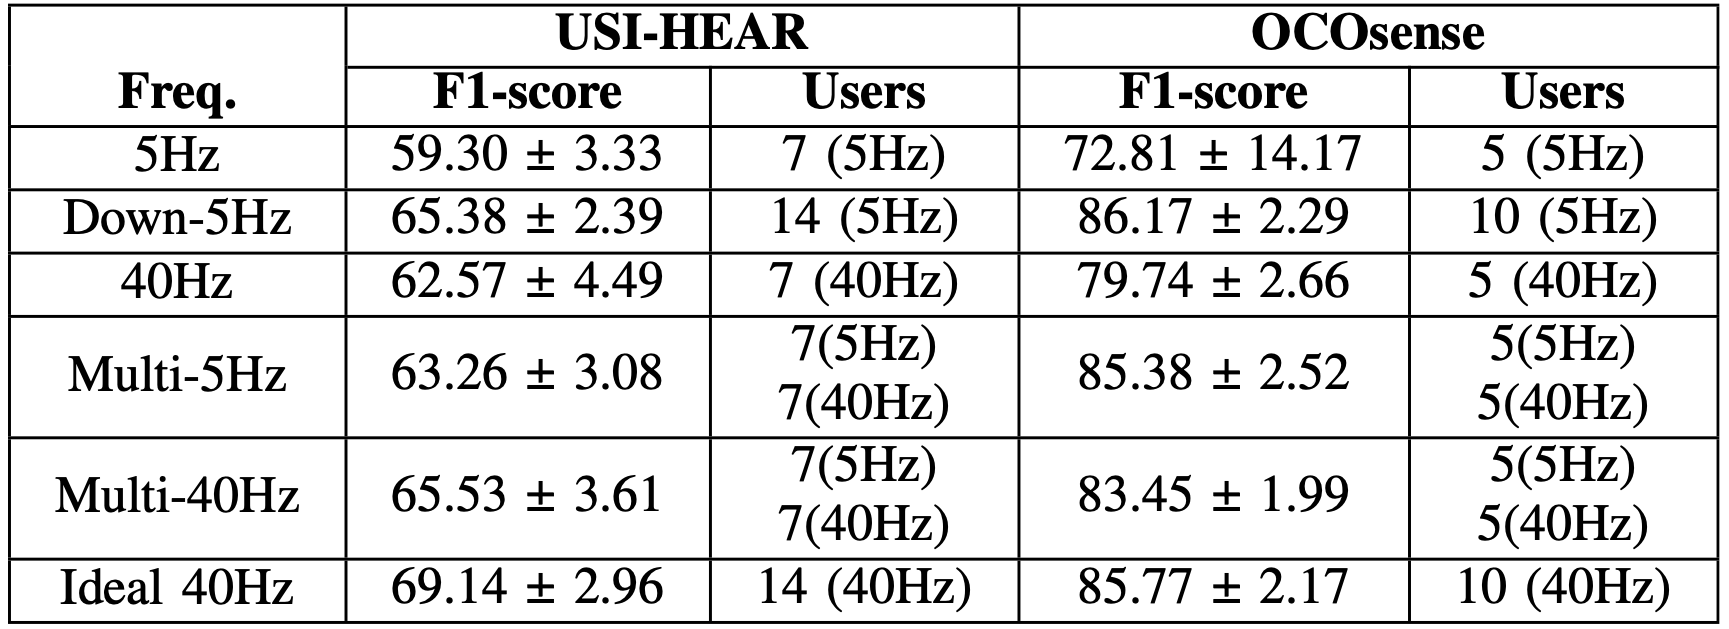 USI-HEAR OCOsense
Freq. F1-score Users F1-score Users
5Hz 59.30 ± 3.33 7 (5Hz) 72.81 ± 14.17 5 (5Hz)
Down-5Hz 65.38 ± 2.39 14 (5Hz) 86.17 ± 2.29 10 (5Hz)
40Hz 62.57 ± 4.49 7 (40Hz) 79.74 ± 2.66 5 (40Hz)
Multi-5Hz 63.26 ± 3.08 7(5Hz) 7(40Hz) 85.38 ± 2.52 5(5Hz) 5(40Hz)
Multi-40Hz 65.53 ± 3.61 7(5Hz) 7(40Hz) 83.45 ± 1.99 5(5Hz) 5(40Hz)
Ideal 40Hz 69.14 ± 2.96 14 (40Hz) 85.77 ± 2.17 10 (40Hz)